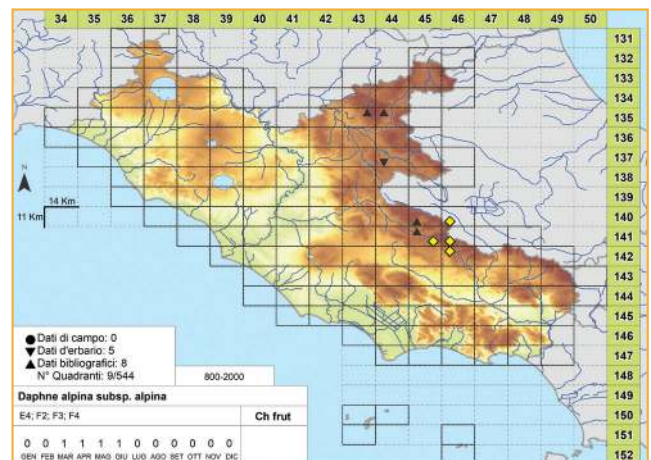 34 35 36 37 38 39 40 41 42 43 44 45 46 47 48 49 50
131
132
133
134
135
136
137
138
139
140
141
142
143
144
145
146
147
148
149
150
151
152
N
14 Km
11 Km
Dati di campo: 0
Dati d'erbario: 5
Dati bibliografici: 8
N° Quadranti: 9/544
800-2000
Daphne alpina subsp. alpina
E4; F2; F3; F4
Ch frut
0 0 1 1 1 1 0 0 0 0 0 0
GEN FEB MAR APR MAG GIU LUG AGO SET OTT NOV DIC